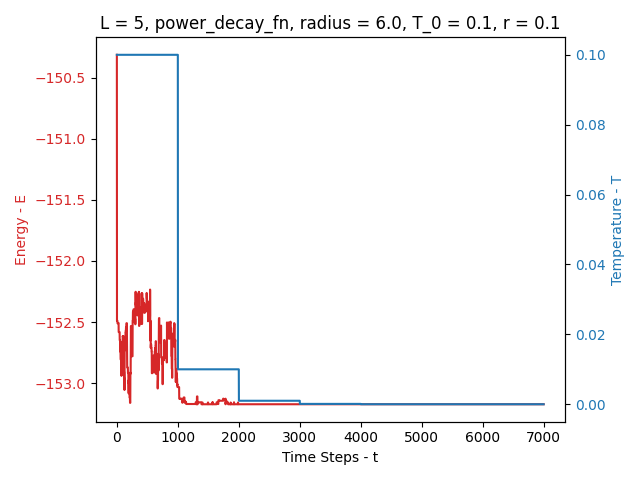 L = 5, power_decay_fn, radius = 6.0, T_0 = 0.1, r = 0.1
−150.5
−151.0
−151.5
−152.0
−152.5
−153.0
Energy - E
0.10
0.08
0.06
0.04
0.02
0.00
Temperature - T
0 1000 2000 3000 4000 5000 6000 7000
Time Steps - t